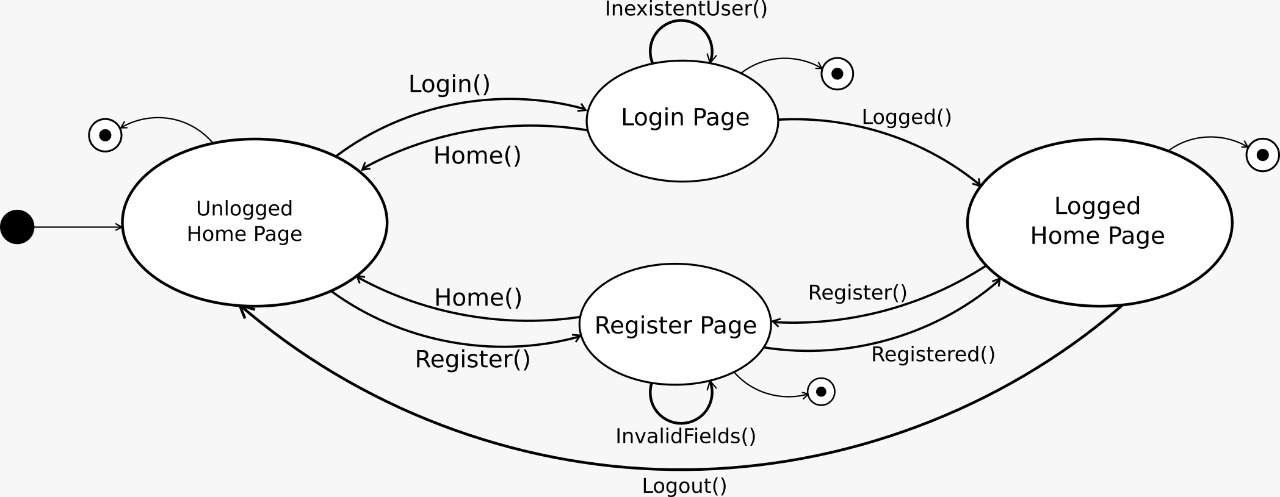 InexistentUser()
Login()
Login Page
Logged()
Home()
Unlogged
Home Page
Logged
Home Page
Home()
Register()
Register Page
Register()
Registered()
InvalidFields()
Logout()